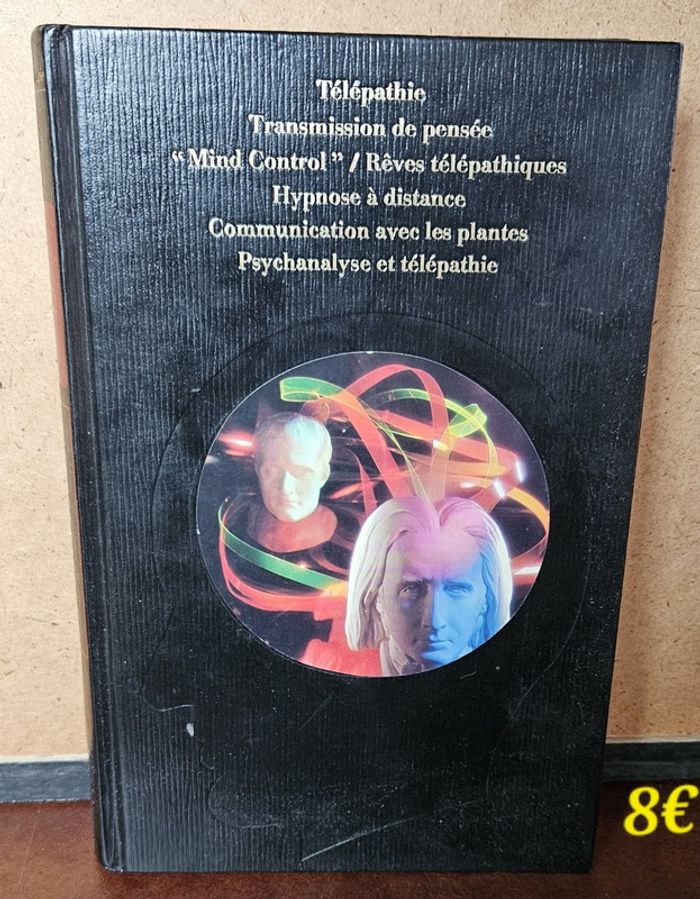 Télépathie
Transmission de pensée
“Mind Control” / Rêves télépathiques
Hypnose à distance
Communication avec les plantes
Psychanalyse et télépathie
8€